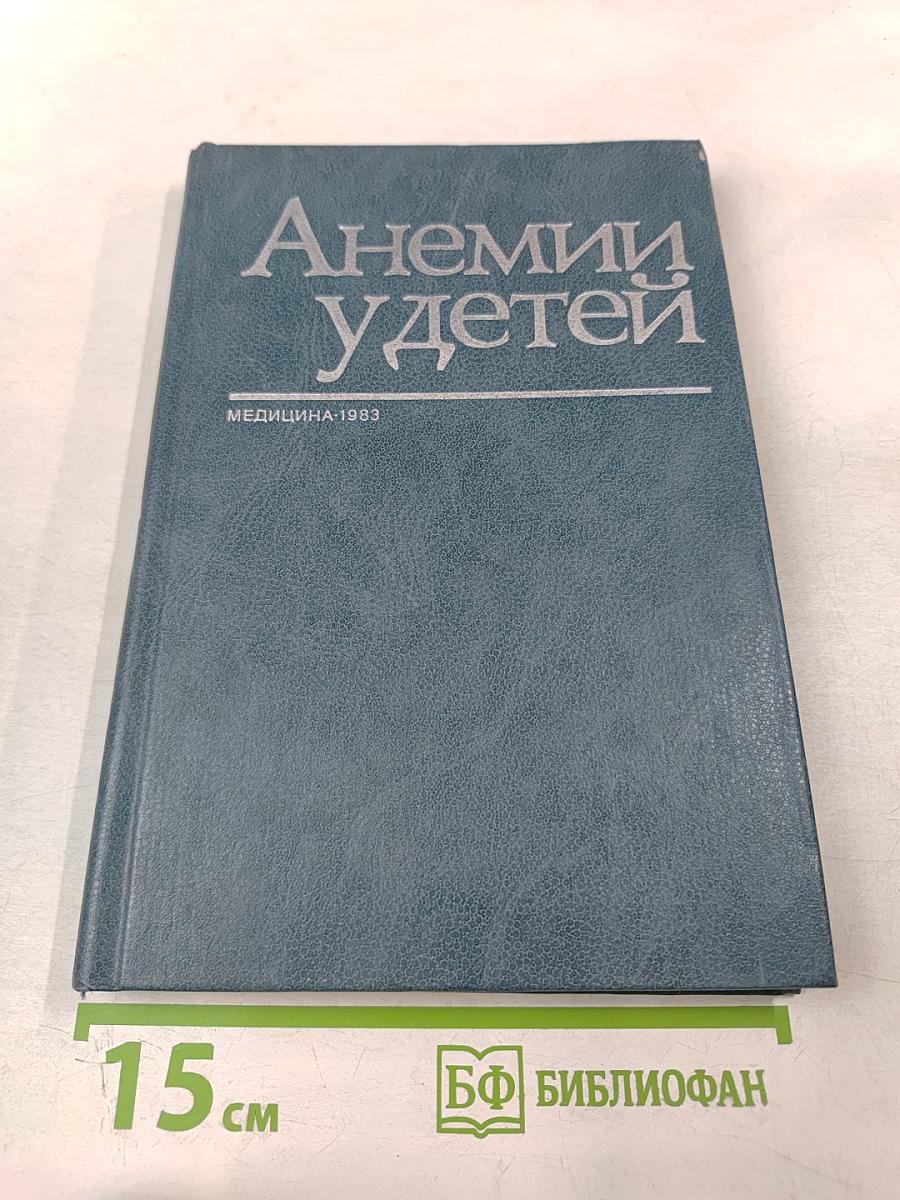 Анемии
у детей
МЕДИЦИНА·1983
15 см
БФ БИБЛИОФАН